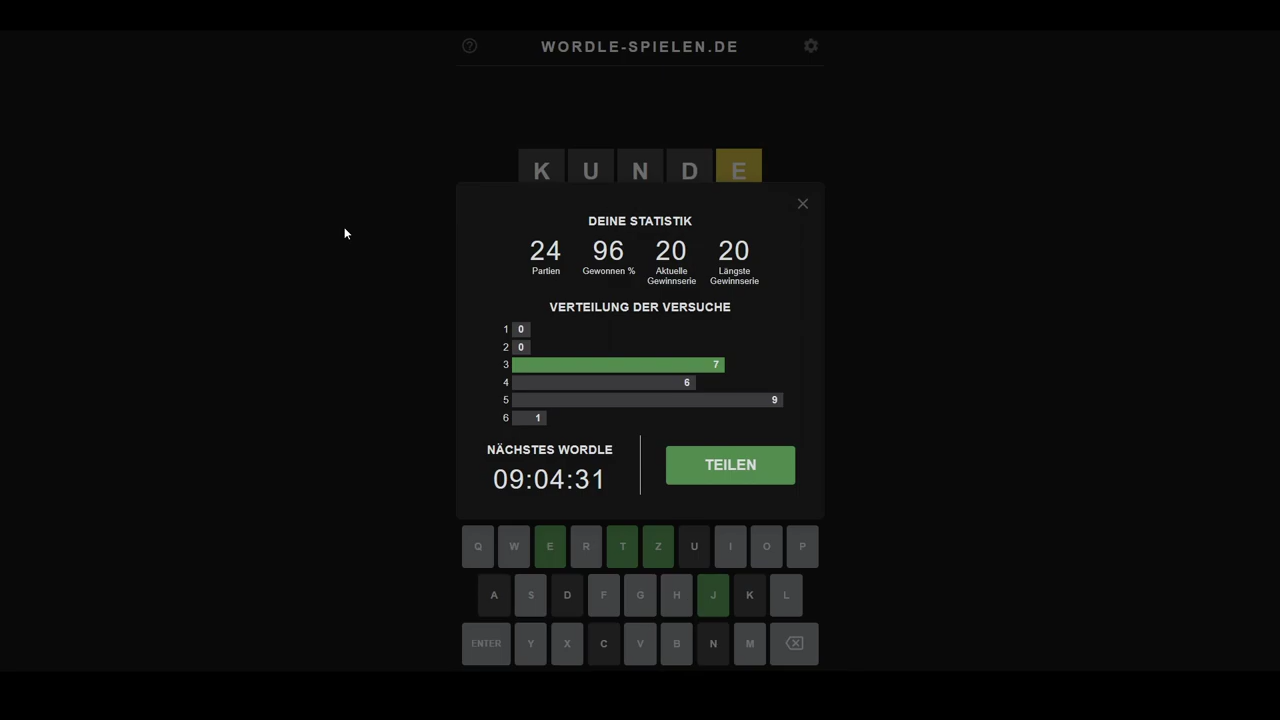 WORDLE-SPIELEN.DE
K U N D E
DEINE STATISTIK
24 96 20 20
Partien Gewonnen % Aktuelle Längste
Gewinnserie Gewinnserie
VERTEILUNG DER VERSUCHE
1 0
2 0
3 7
4 6
5 9
6 1
NÄCHSTES WORDLE
09:04:31
TEILEN
Q W E R T Z U I O P
A S D F G H J K L
ENTER Y X C V B N M